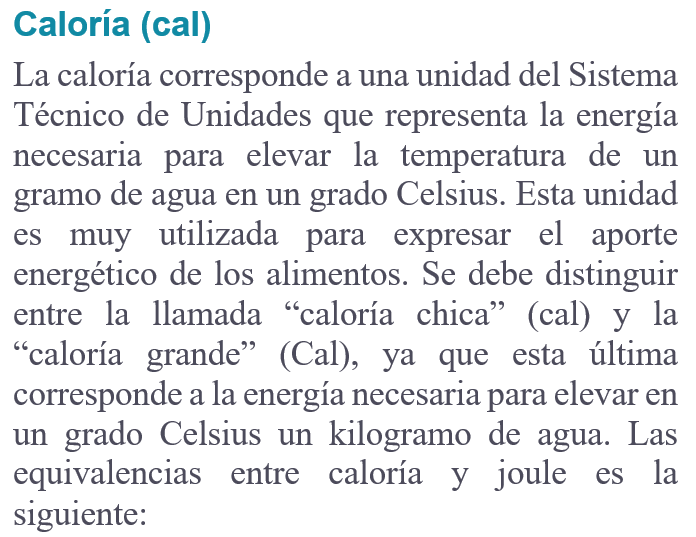 Caloría (cal)
La caloría corresponde a una unidad del Sistema
Técnico de Unidades que representa la energía
necesaria para elevar la temperatura de un
gramo de agua en un grado Celsius. Esta unidad
es muy utilizada para expresar el aporte
energético de los alimentos. Se debe distinguir
entre la llamada “caloría chica” (cal) y la
“caloría grande” (Cal), ya que esta última
corresponde a la energía necesaria para elevar en
un grado Celsius un kilogramo de agua. Las
equivalencias entre caloría y joule es la
siguiente: